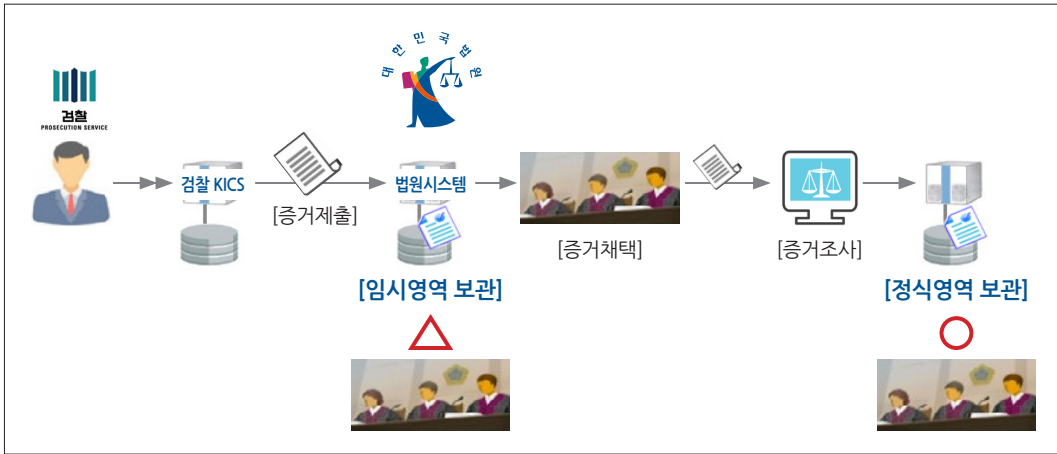 대한민국법원
검찰
PROSECUTION SERVICE
검찰 KICS
법원시스템
[증거제출]
[증거채택]
[증거조사]
[임시영역 보관]
[정식영역 보관]